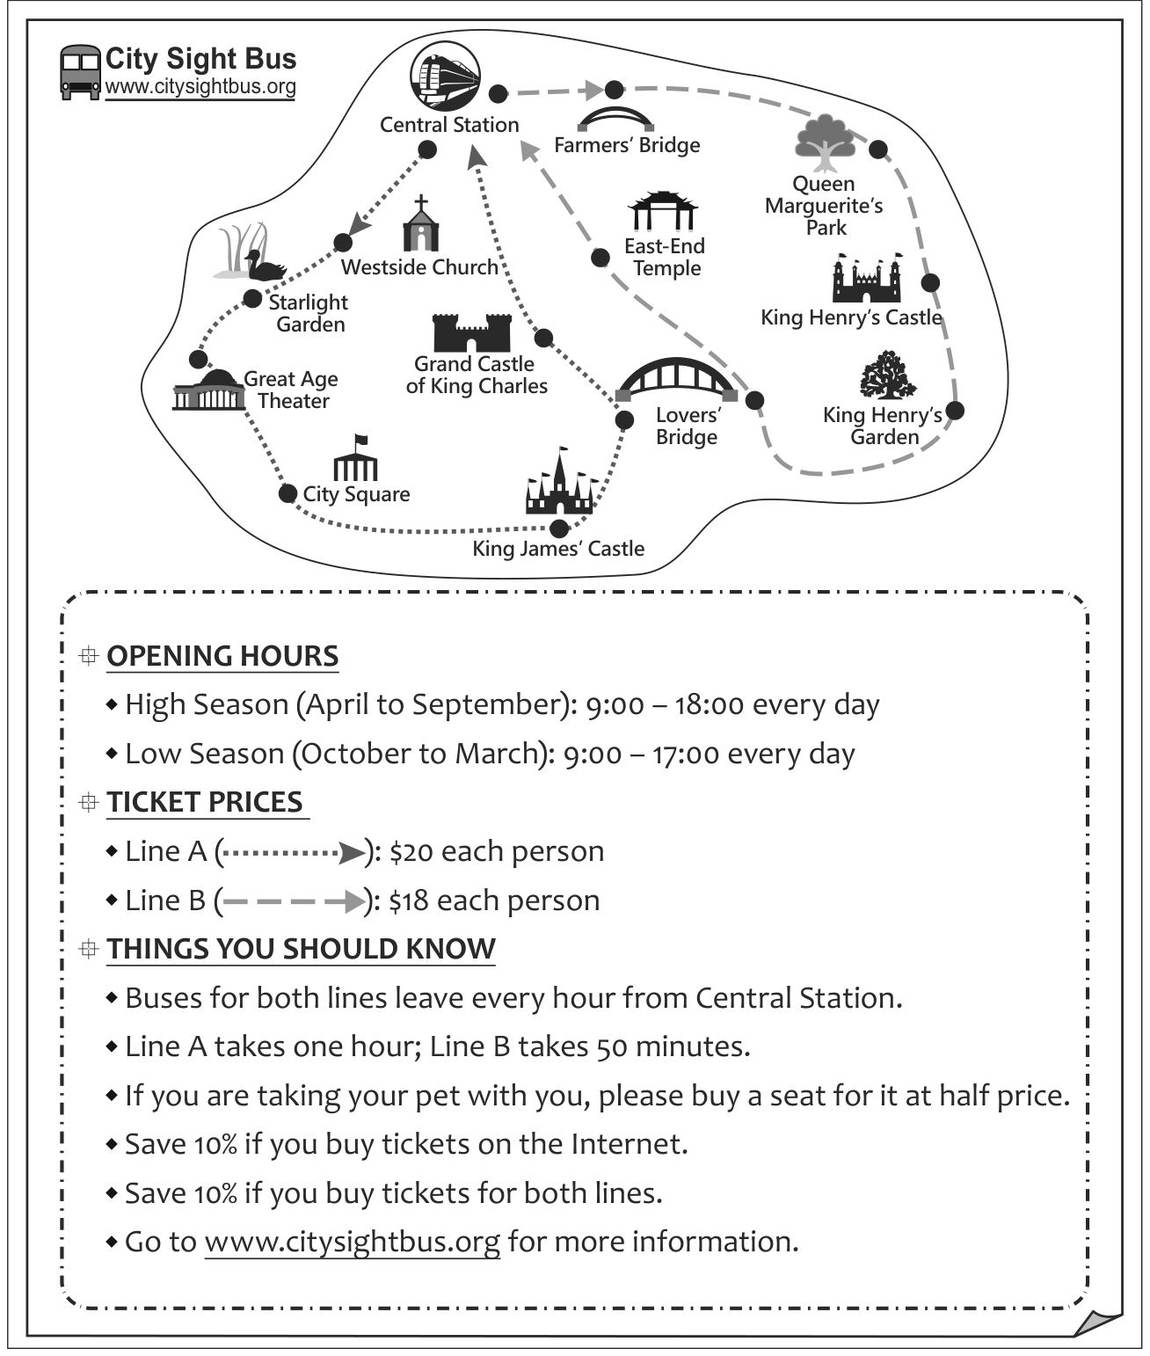 City Sight Bus
www.citysightbus.org
Central Station
Farmers' Bridge
Queen
Marguerite's
Park
East-End
Temple
Westside Church
Starlight
Garden
King Henry's Castle
Grand Castle
of King Charles
Great Age
Theater
Lovers'
Bridge
King Henry's
Garden
City Square
King James' Castle
OPENING HOURS
High Season (April to September): 9:00 – 18:00 every day
Low Season (October to March): 9:00 – 17:00 every day
TICKET PRICES
Line A ( ): $20 each person
Line B ( ): $18 each person
THINGS YOU SHOULD KNOW
Buses for both lines leave every hour from Central Station.
Line A takes one hour; Line B takes 50 minutes.
If you are taking your pet with you, please buy a seat for it at half price.
Save 10% if you buy tickets on the Internet.
Save 10% if you buy tickets for both lines.
Go to www.citysightbus.org for more information.